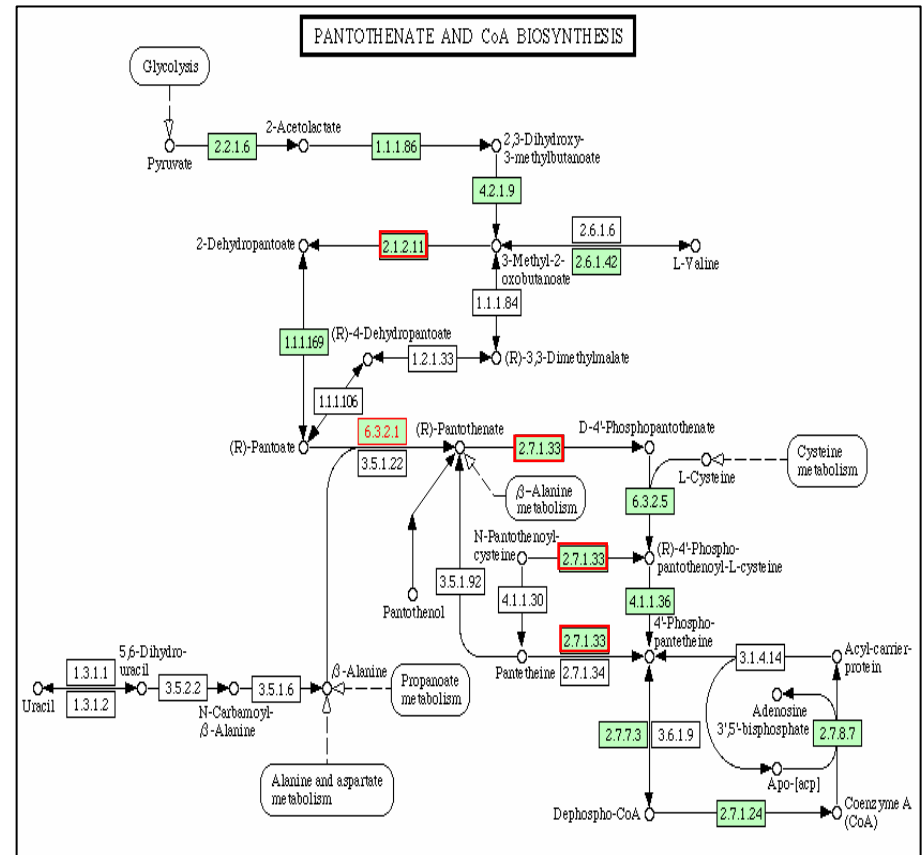 PANTOTHENATE AND CoA BIOSYNTHESIS
Glycolysis
2-Acetolactate
2,3-Dihydroxy-
3-methylbutanoate
Pyruvate
2.2.1.6
1.1.1.86
4.2.1.9
2-Dehydropantoate
2.1.2.11
3-Methyl-2-
oxobutanoate
2.6.1.6
2.6.1.42
L-Valine
1.1.1.84
1.1.1.169
(R)-4-Dehydropantoate
1.2.1.33
(R)-3,3-Dimethylmalate
1.1.1.106
(R)-Pantoate
6.3.2.1
3.5.1.22
(R)-Pantothenate
2.7.1.33
D-4'-Phosphopantothenate
L-Cysteine
Cysteine
metabolism
β-Alanine
metabolism
6.3.2.5
N-Pantothenoyl-
cysteine
2.7.1.33
(R)-4'-Phospho-
pantothenoyl-L-cysteine
3.5.1.92
4.1.1.30
4.1.1.36
Pantothenol
4'-Phospho-
pantetheine
2.7.1.33
2.7.1.34
Pantetheine
3.1.4.14
Acyl-carrier-
protein
5,6-Dihydro-
uracil
1.3.1.1
1.3.1.2
Uracil
3.5.2.2
N-Carbamoyl-
β-Alanine
3.5.1.6
β-Alanine
Propanoate
metabolism
Adenosine
3',5'-bisphosphate
2.7.7.3
3.6.1.9
2.7.8.7
Apo-[acp]
Alanine and aspartate
metabolism
Dephospho-CoA
2.7.1.24
Coenzyme A
(CoA)